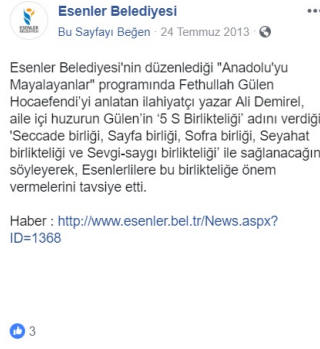 Esenler Belediyesi
Bu Sayfayı Beğen · 24 Temmuz 2013 ·
Esenler Belediyesi'nin düzenlediği "Anadolu'yu
Mayalayanlar" programında Fethullah Gülen
Hocaefendi'yi anlatan ilahiyatçı yazar Ali Demirel,
aile içi huzurun Gülen'in '5 S Birlikteliği' adını verdiği
'Seccade birliği, Sayfa birliği, Sofra birliği, Seyahat
birlikteliği ve Sevgi-saygı birlikteliği' ile sağlanacağın
söyleyerek, Esenlerlilere bu birlikteliğe önem
vermelerini tavsiye etti.
Haber : http://www.esenler.bel.tr/News.aspx?
ID=1368
3